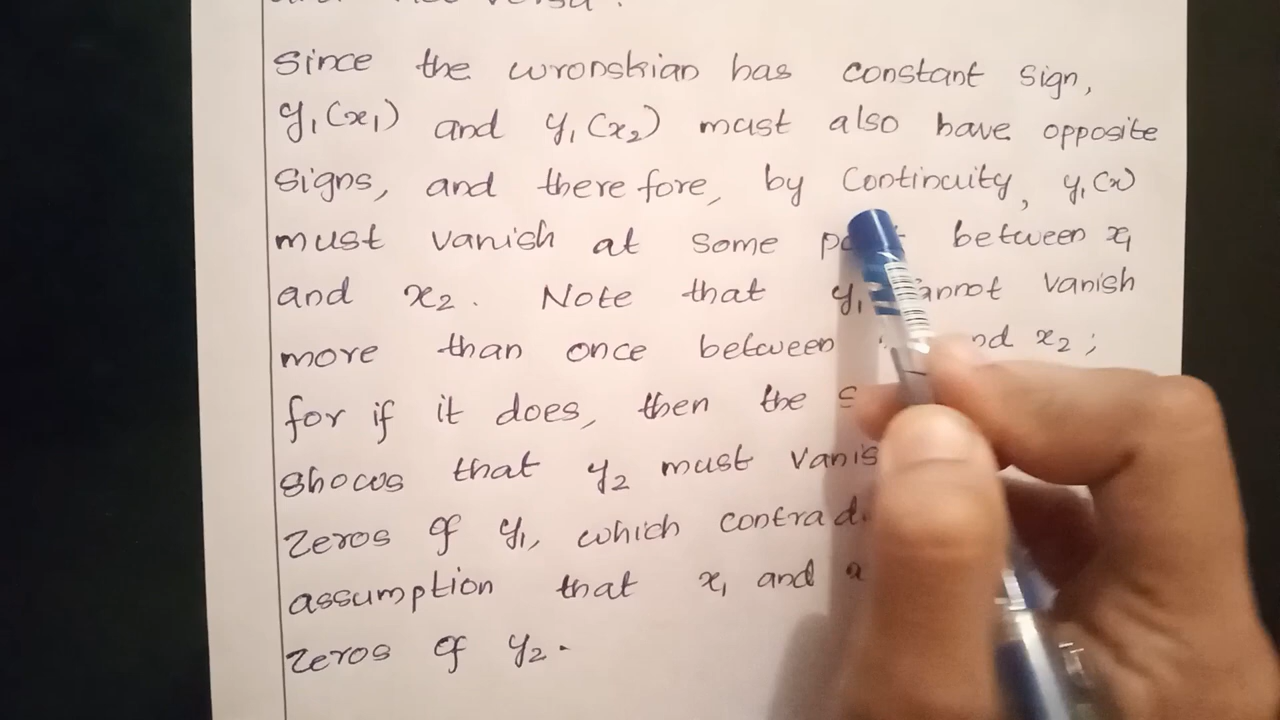 Since the wronskian has constant sign,
y₁(x₁) and y₁(x₂) must also have opposite
signs, and therefore, by Continuity, y₁(x)
must vanish at some between x₁
and x₂. Note that y₁ cannot vanish
more than once between and x₂;
for if it does, then the
shows that y₂ must
zeros of y₁, which
assumption that x₁ and
zeros of y₂.